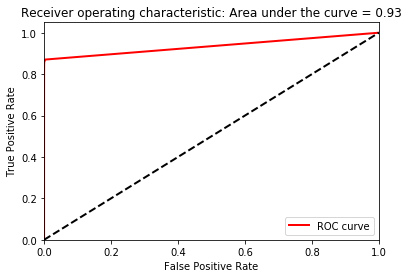 Receiver operating characteristic: Area under the curve = 0.93
1.0
0.8
0.6
0.4
0.2
0.0
True Positive Rate
ROC curve
0.0 0.2 0.4 0.6 0.8 1.0
False Positive Rate